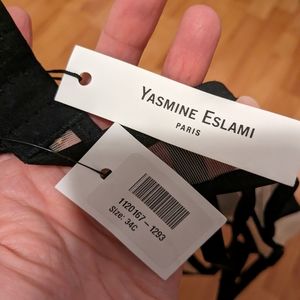 YASMINE ESLAMI
PARIS
1120167-1293
Size: 34C